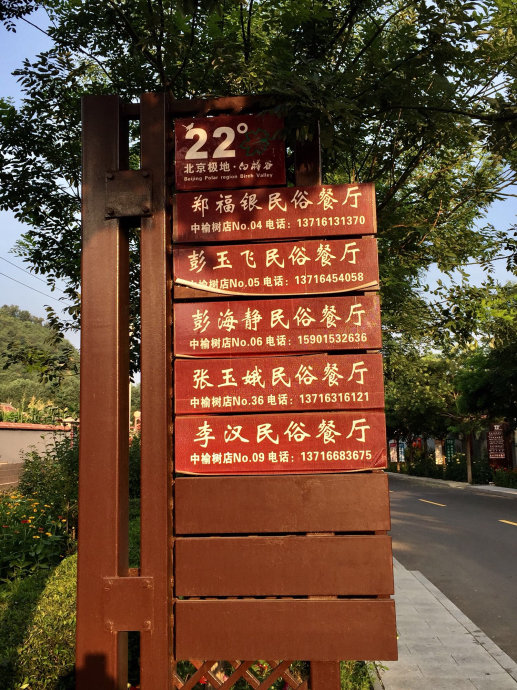 22°
北京极地·白桦谷
Beijing Polar region Birch Valley
郑福银民俗餐厅
中榆树店No.04 电话：13716131370
彭玉飞民俗餐厅
中榆树店No.05 电话：13716454058
彭海静民俗餐厅
中榆树店No.06 电话：15901532636
张玉娥民俗餐厅
中榆树店No.36 电话：13716316121
李汉民俗餐厅
中榆树店No.09 电话：13716683675